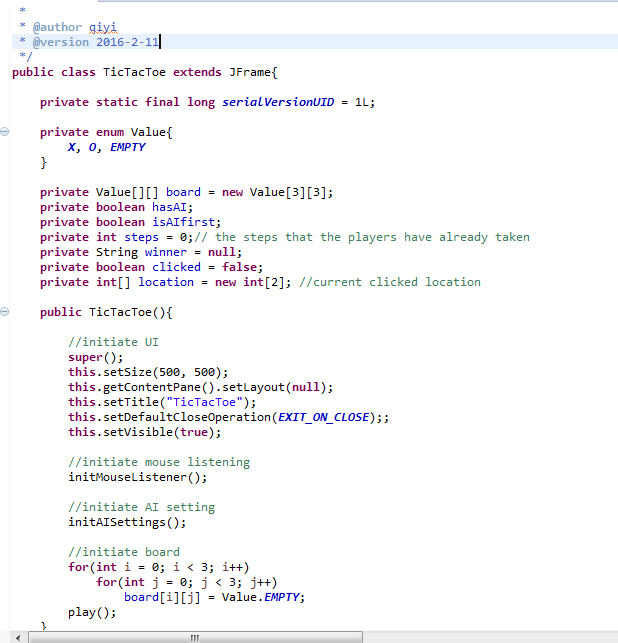 *
* @author qiyi
* @version 2016-2-11
*/
public class TicTacToe extends JFrame{
private static final long serialVersionUID = 1L;
private enum Value{
X, O, EMPTY
}
private Value[][] board = new Value[3][3];
private boolean hasAI;
private boolean isAIfirst;
private int steps = 0;// the steps that the players have already taken
private String winner = null;
private boolean clicked = false;
private int[] location = new int[2]; //current clicked location
public TicTacToe(){
//initiate UI
super();
this.setSize(500, 500);
this.getContentPane().setLayout(null);
this.setTitle("TicTacToe");
this.setDefaultCloseOperation(EXIT_ON_CLOSE);;
this.setVisible(true);
//initiate mouse listening
initMouseListener();
//initiate AI setting
initAISettings();
//initiate board
for(int i = 0; i < 3; i++)
for(int j = 0; j < 3; j++)
board[i][j] = Value.EMPTY;
play();
}